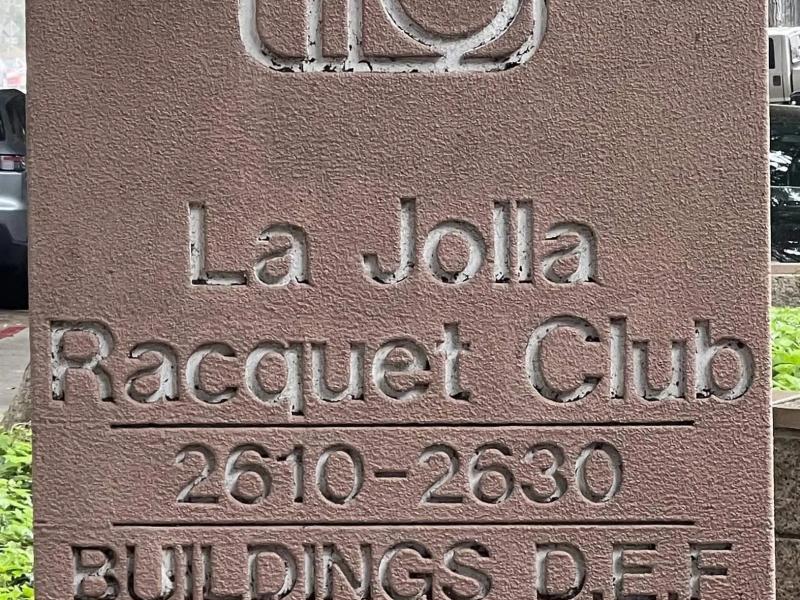 La Jolla
Racquet Club
2610-2630
BUILDINGS D.E.F